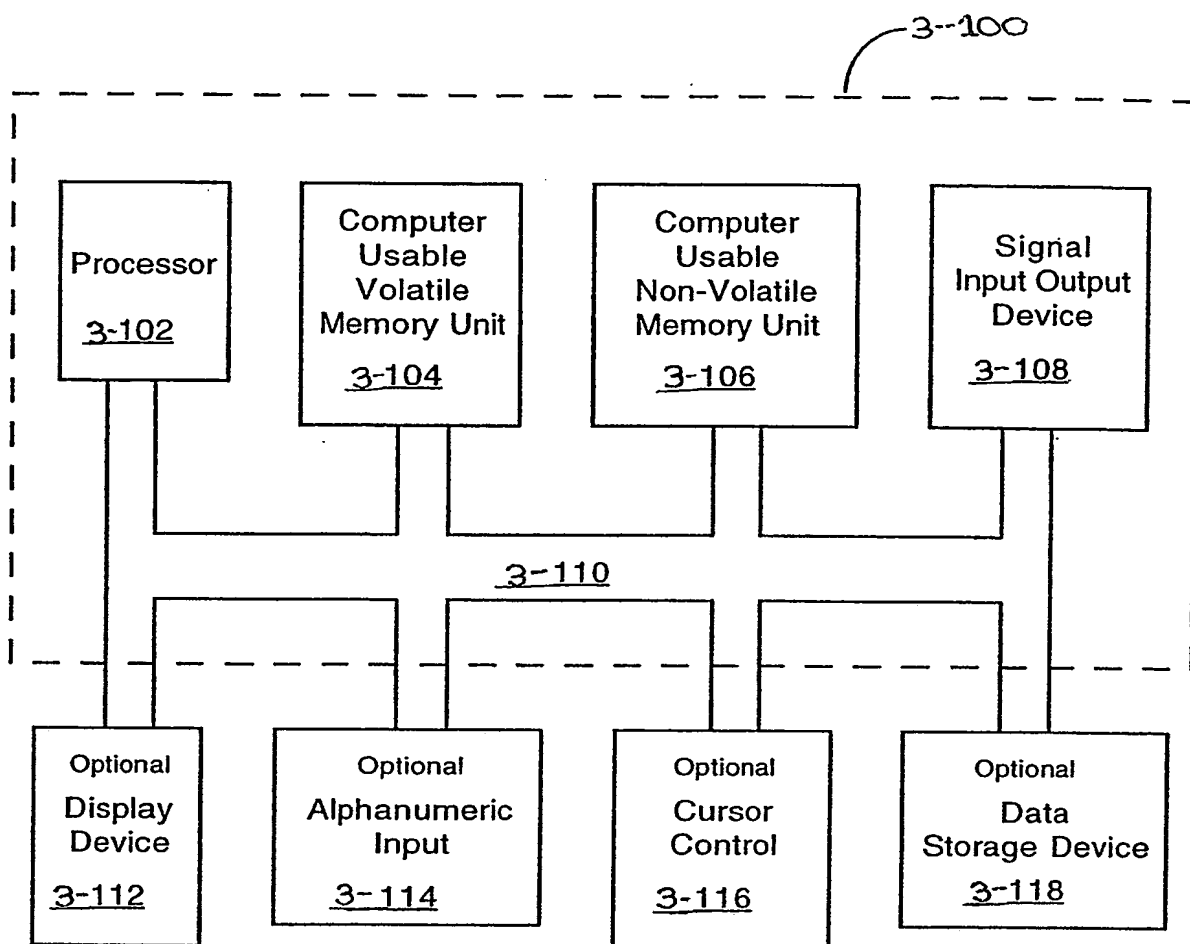 3--100
Processor
3-102
Computer
Usable
Volatile
Memory Unit
3-104
Computer
Usable
Non-Volatile
Memory Unit
3-106
Signal
Input Output
Device
3-108
3-110
Optional
Display
Device
3-112
Optional
Alphanumeric
Input
3-114
Optional
Cursor
Control
3-116
Optional
Data
Storage Device
3-118